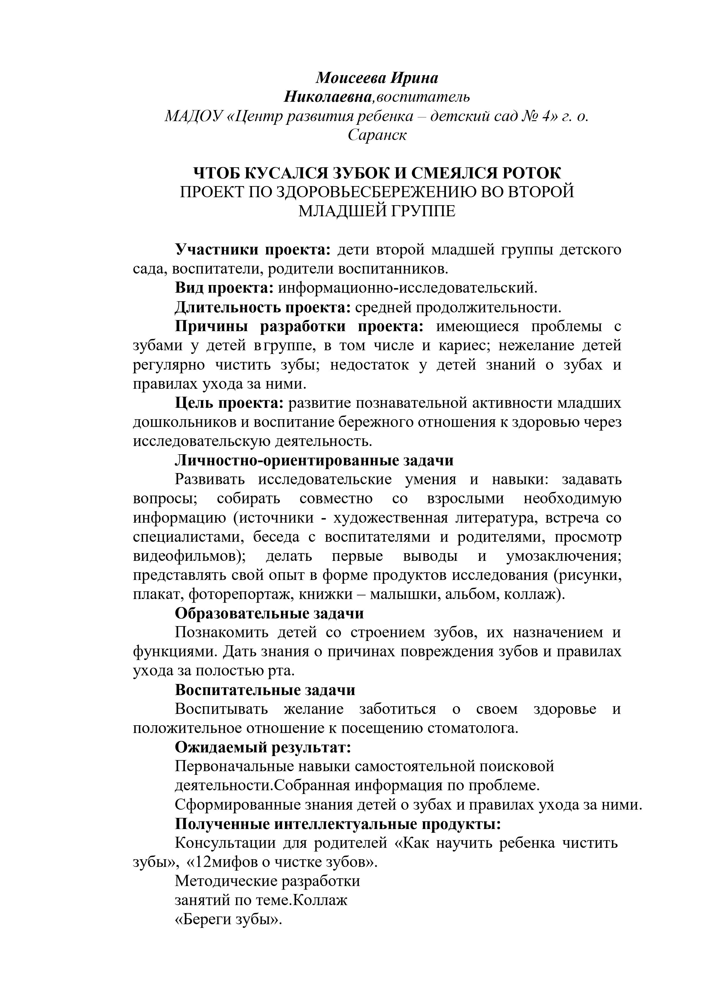 Моисеева Ирина
Николаевна,воспитатель
МАДОУ «Центр развития ребенка – детский сад № 4» г. о.
Саранск
ЧТОБ КУСАЛСЯ ЗУБОК И СМЕЯЛСЯ РОТОК
ПРОЕКТ ПО ЗДОРОВЬЕСБЕРЕЖЕНИЮ ВО ВТОРОЙ
МЛАДШЕЙ ГРУППЕ
Участники проекта: дети второй младшей группы детского
сада, воспитатели, родители воспитанников.
Вид проекта: информационно-исследовательский.
Длительность проекта: средней продолжительности.
Причины разработки проекта: имеющиеся проблемы с
зубами у детей в группе, в том числе и кариес; нежелание детей
регулярно чистить зубы; недостаток у детей знаний о зубах и
правилах ухода за ними.
Цель проекта: развитие познавательной активности младших
дошкольников и воспитание бережного отношения к здоровью через
исследовательскую деятельность.
Личностно-ориентированные задачи
Развивать исследовательские умения и навыки: задавать
вопросы; собирать совместно со взрослыми необходимую
информацию (источники - художественная литература, встреча со
специалистами, беседа с воспитателями и родителями, просмотр
видеофильмов); делать первые выводы и умозаключения;
представлять свой опыт в форме продуктов исследования (рисунки,
плакат, фоторепортаж, книжки – малышки, альбом, коллаж).
Образовательные задачи
Познакомить детей со строением зубов, их назначением и
функциями. Дать знания о причинах повреждения зубов и правилах
ухода за полостью рта.
Воспитательные задачи
Воспитывать желание заботиться о своем здоровье и
положительное отношение к посещению стоматолога.
Ожидаемый результат:
Первоначальные навыки самостоятельной поисковой
деятельности.Собранная информация по проблеме.
Сформированные знания детей о зубах и правилах ухода за ними.
Полученные интеллектуальные продукты:
Консультации для родителей «Как научить ребенка чистить
зубы», «12мифов о чистке зубов».
Методические разработки
занятий по теме.Коллаж
«Береги зубы».